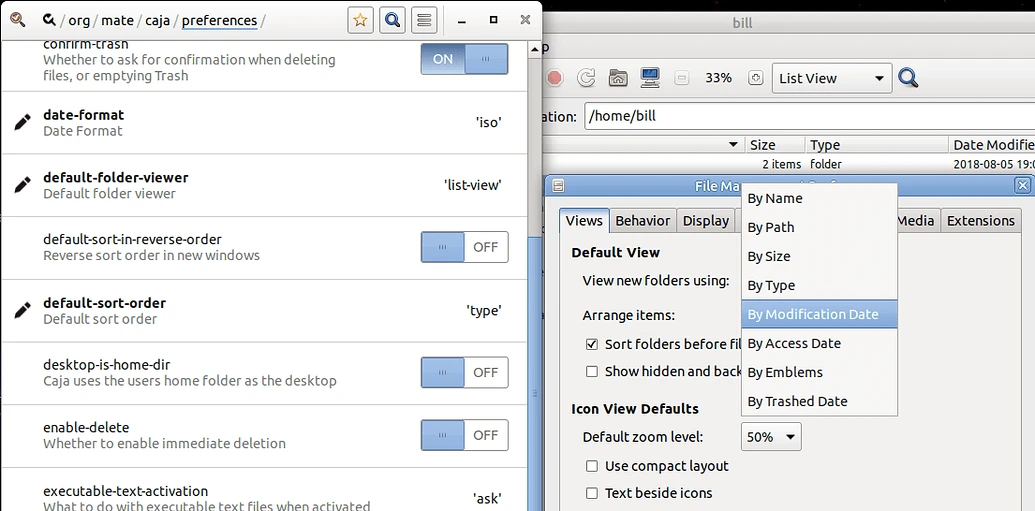 / org / mate / caja / preferences /
confirm-trash
Whether to ask for confirmation when deleting
files, or emptying Trash
ON
date-format
Date Format
'iso'
default-folder-viewer
Default folder viewer
'list-view'
default-sort-in-reverse-order
Reverse sort order in new windows
OFF
default-sort-order
Default sort order
'type'
desktop-is-home-dir
Caja uses the users home folder as the desktop
OFF
enable-delete
Whether to enable immediate deletion
OFF
executable-text-activation
What to do with executable text files when activated
'ask'
bill
p
33%
List View
ation:
/home/bill
Size
Type
Date Modifie
2 items
folder
2018-08-05 19:0
File Ma
Views
Behavior
Display
Media
Extensions
Default View
View new folders using:
Arrange items:
Sort folders before fil
Show hidden and back
By Name
By Path
By Size
By Type
By Modification Date
By Access Date
By Emblems
By Trashed Date
Icon View Defaults
Default zoom level:
50%
Use compact layout
Text beside icons